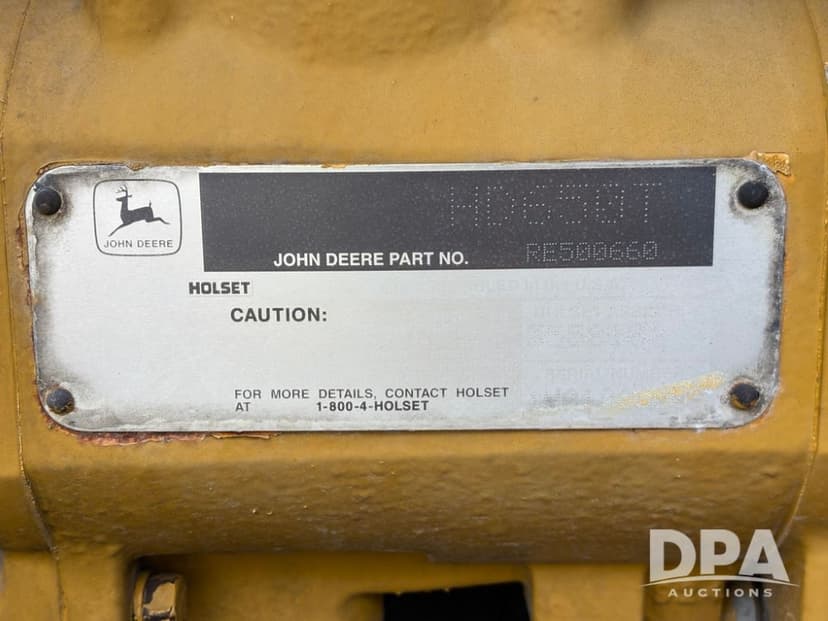 HD650T
JOHN DEERE
JOHN DEERE PART NO. RE500660
HOLSET
CAUTION:
FOR MORE DETAILS, CONTACT HOLSET
AT 1-800-4-HOLSET
DPA
AUCTIONS